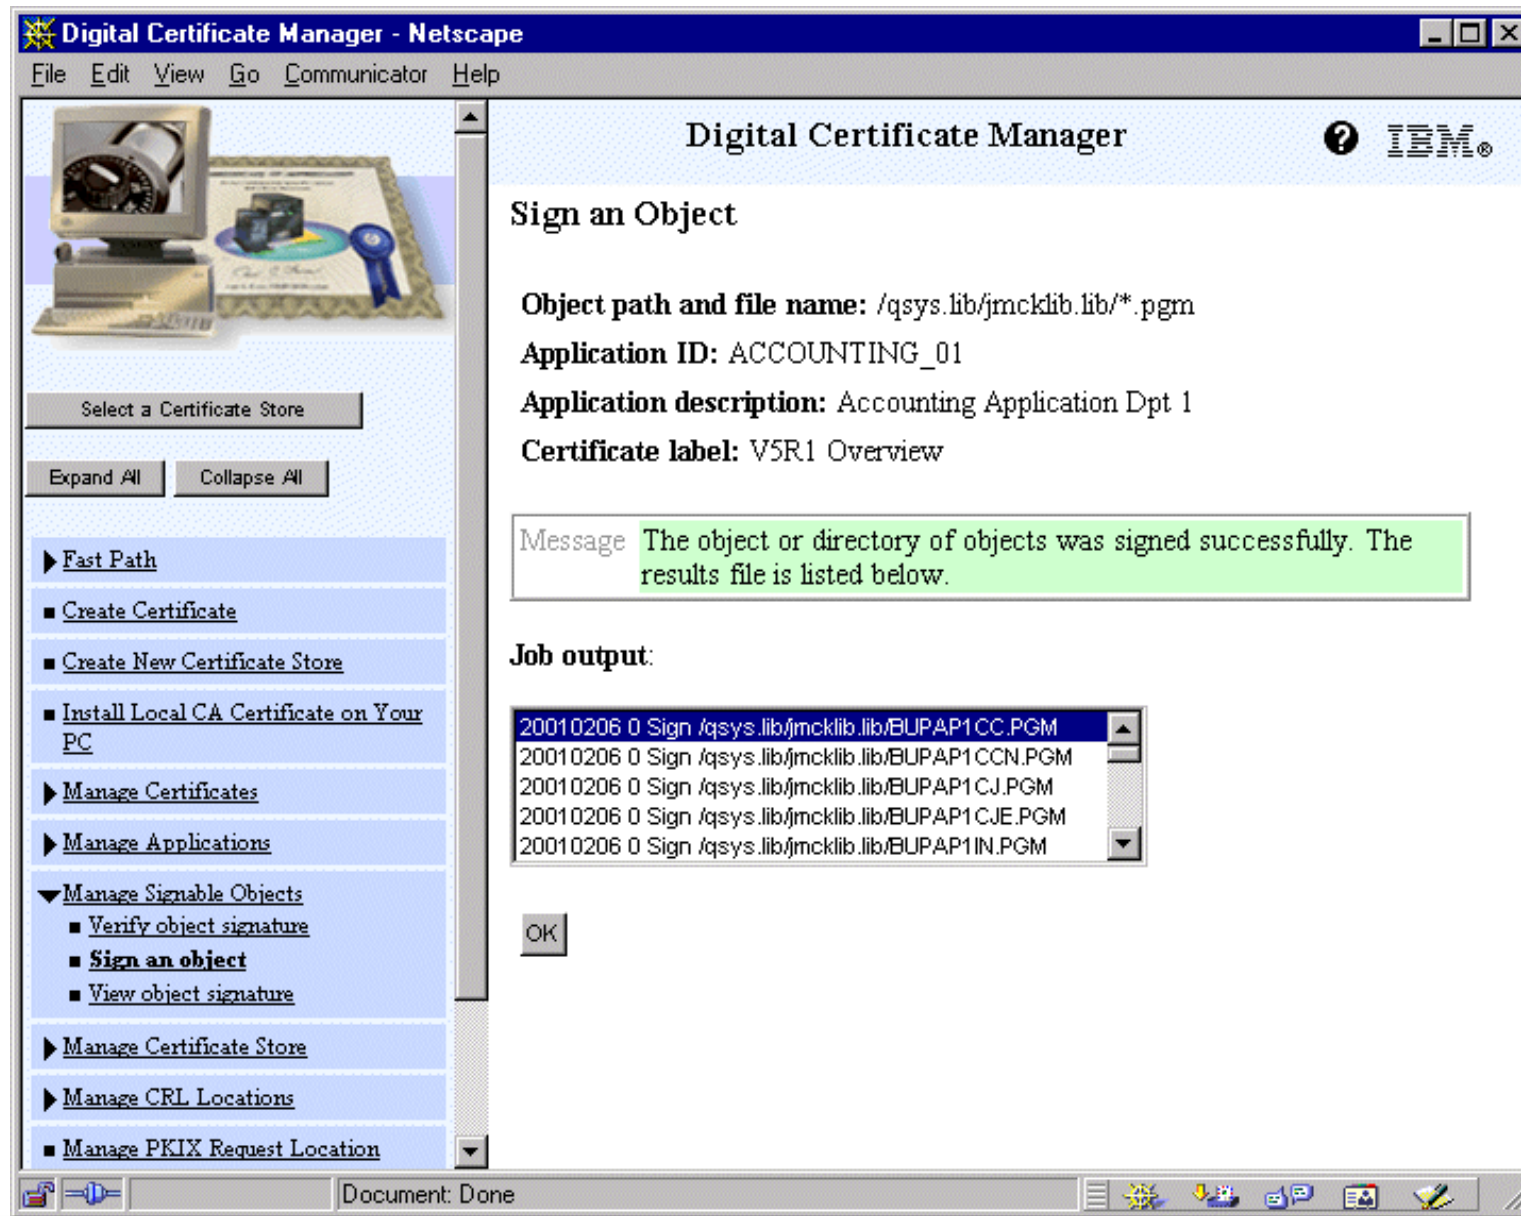 Digital Certificate Manager - Netscape
File Edit View Go Communicator Help
Select a Certificate Store
Expand All
Collapse All
Fast Path
Create Certificate
Create New Certificate Store
Install Local CA Certificate on Your
PC
Manage Certificates
Manage Applications
Manage Signable Objects
Verify object signature
Sign an object
View object signature
Manage Certificate Store
Manage CRL Locations
Manage PKIX Request Location
Digital Certificate Manager
IBM®
Sign an Object
Object path and file name: /qsys.lib/jmcklib.lib/*.pgm
Application ID: ACCOUNTING_01
Application description: Accounting Application Dpt 1
Certificate label: V5R1 Overview
Message The object or directory of objects was signed successfully. The
results file is listed below.
Job output:
20010206 0 Sign /qsys.lib/jmcklib.lib/BUPAP1CC.PGM
20010206 0 Sign /qsys.lib/jmcklib.lib/BUPAP1CCN.PGM
20010206 0 Sign /qsys.lib/jmcklib.lib/BUPAP1CJ.PGM
20010206 0 Sign /qsys.lib/jmcklib.lib/BUPAP1CJE.PGM
20010206 0 Sign /qsys.lib/jmcklib.lib/BUPAP1IN.PGM
OK
Document: Done